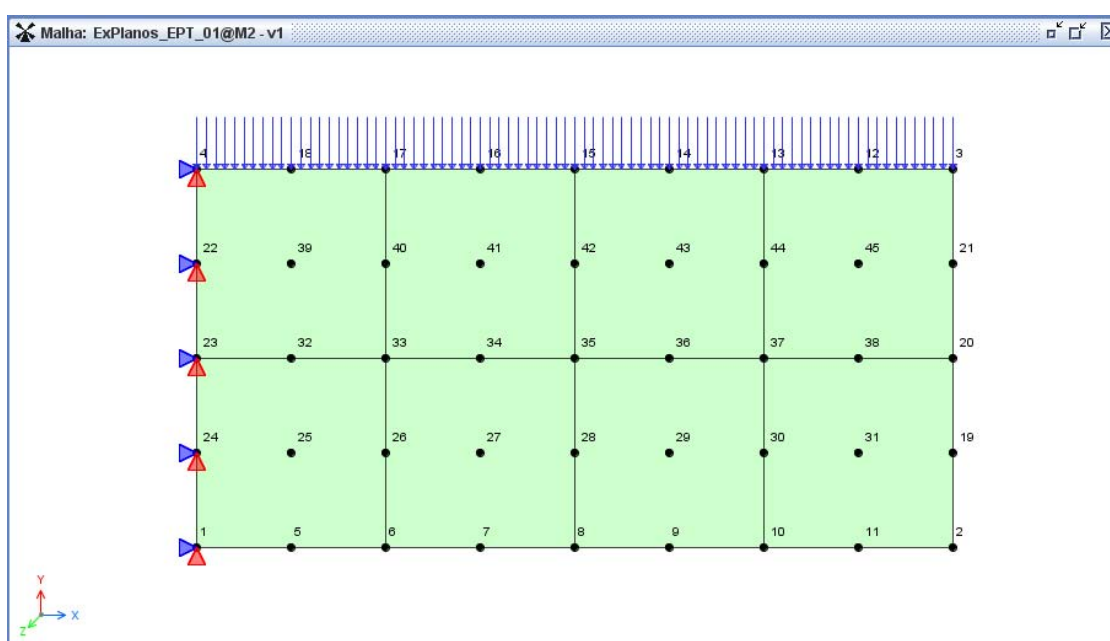 Malha: ExPlanos_EPT_01@M2 - v1
4 18 17 16 15 14 13 12 3
22 39 40 41 42 43 44 45 21
23 32 33 34 35 36 37 38 20
24 25 26 27 28 29 30 31 19
1 5 6 7 8 9 10 11 2
Y
X
Z